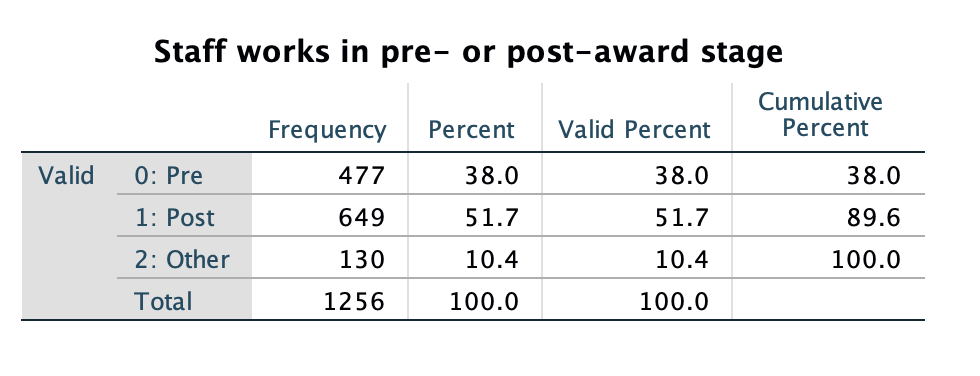 Staff works in pre- or post-award stage
Frequency Percent Valid Percent Cumulative Percent
Valid 0: Pre 477 38.0 38.0 38.0
1: Post 649 51.7 51.7 89.6
2: Other 130 10.4 10.4 100.0
Total 1256 100.0 100.0